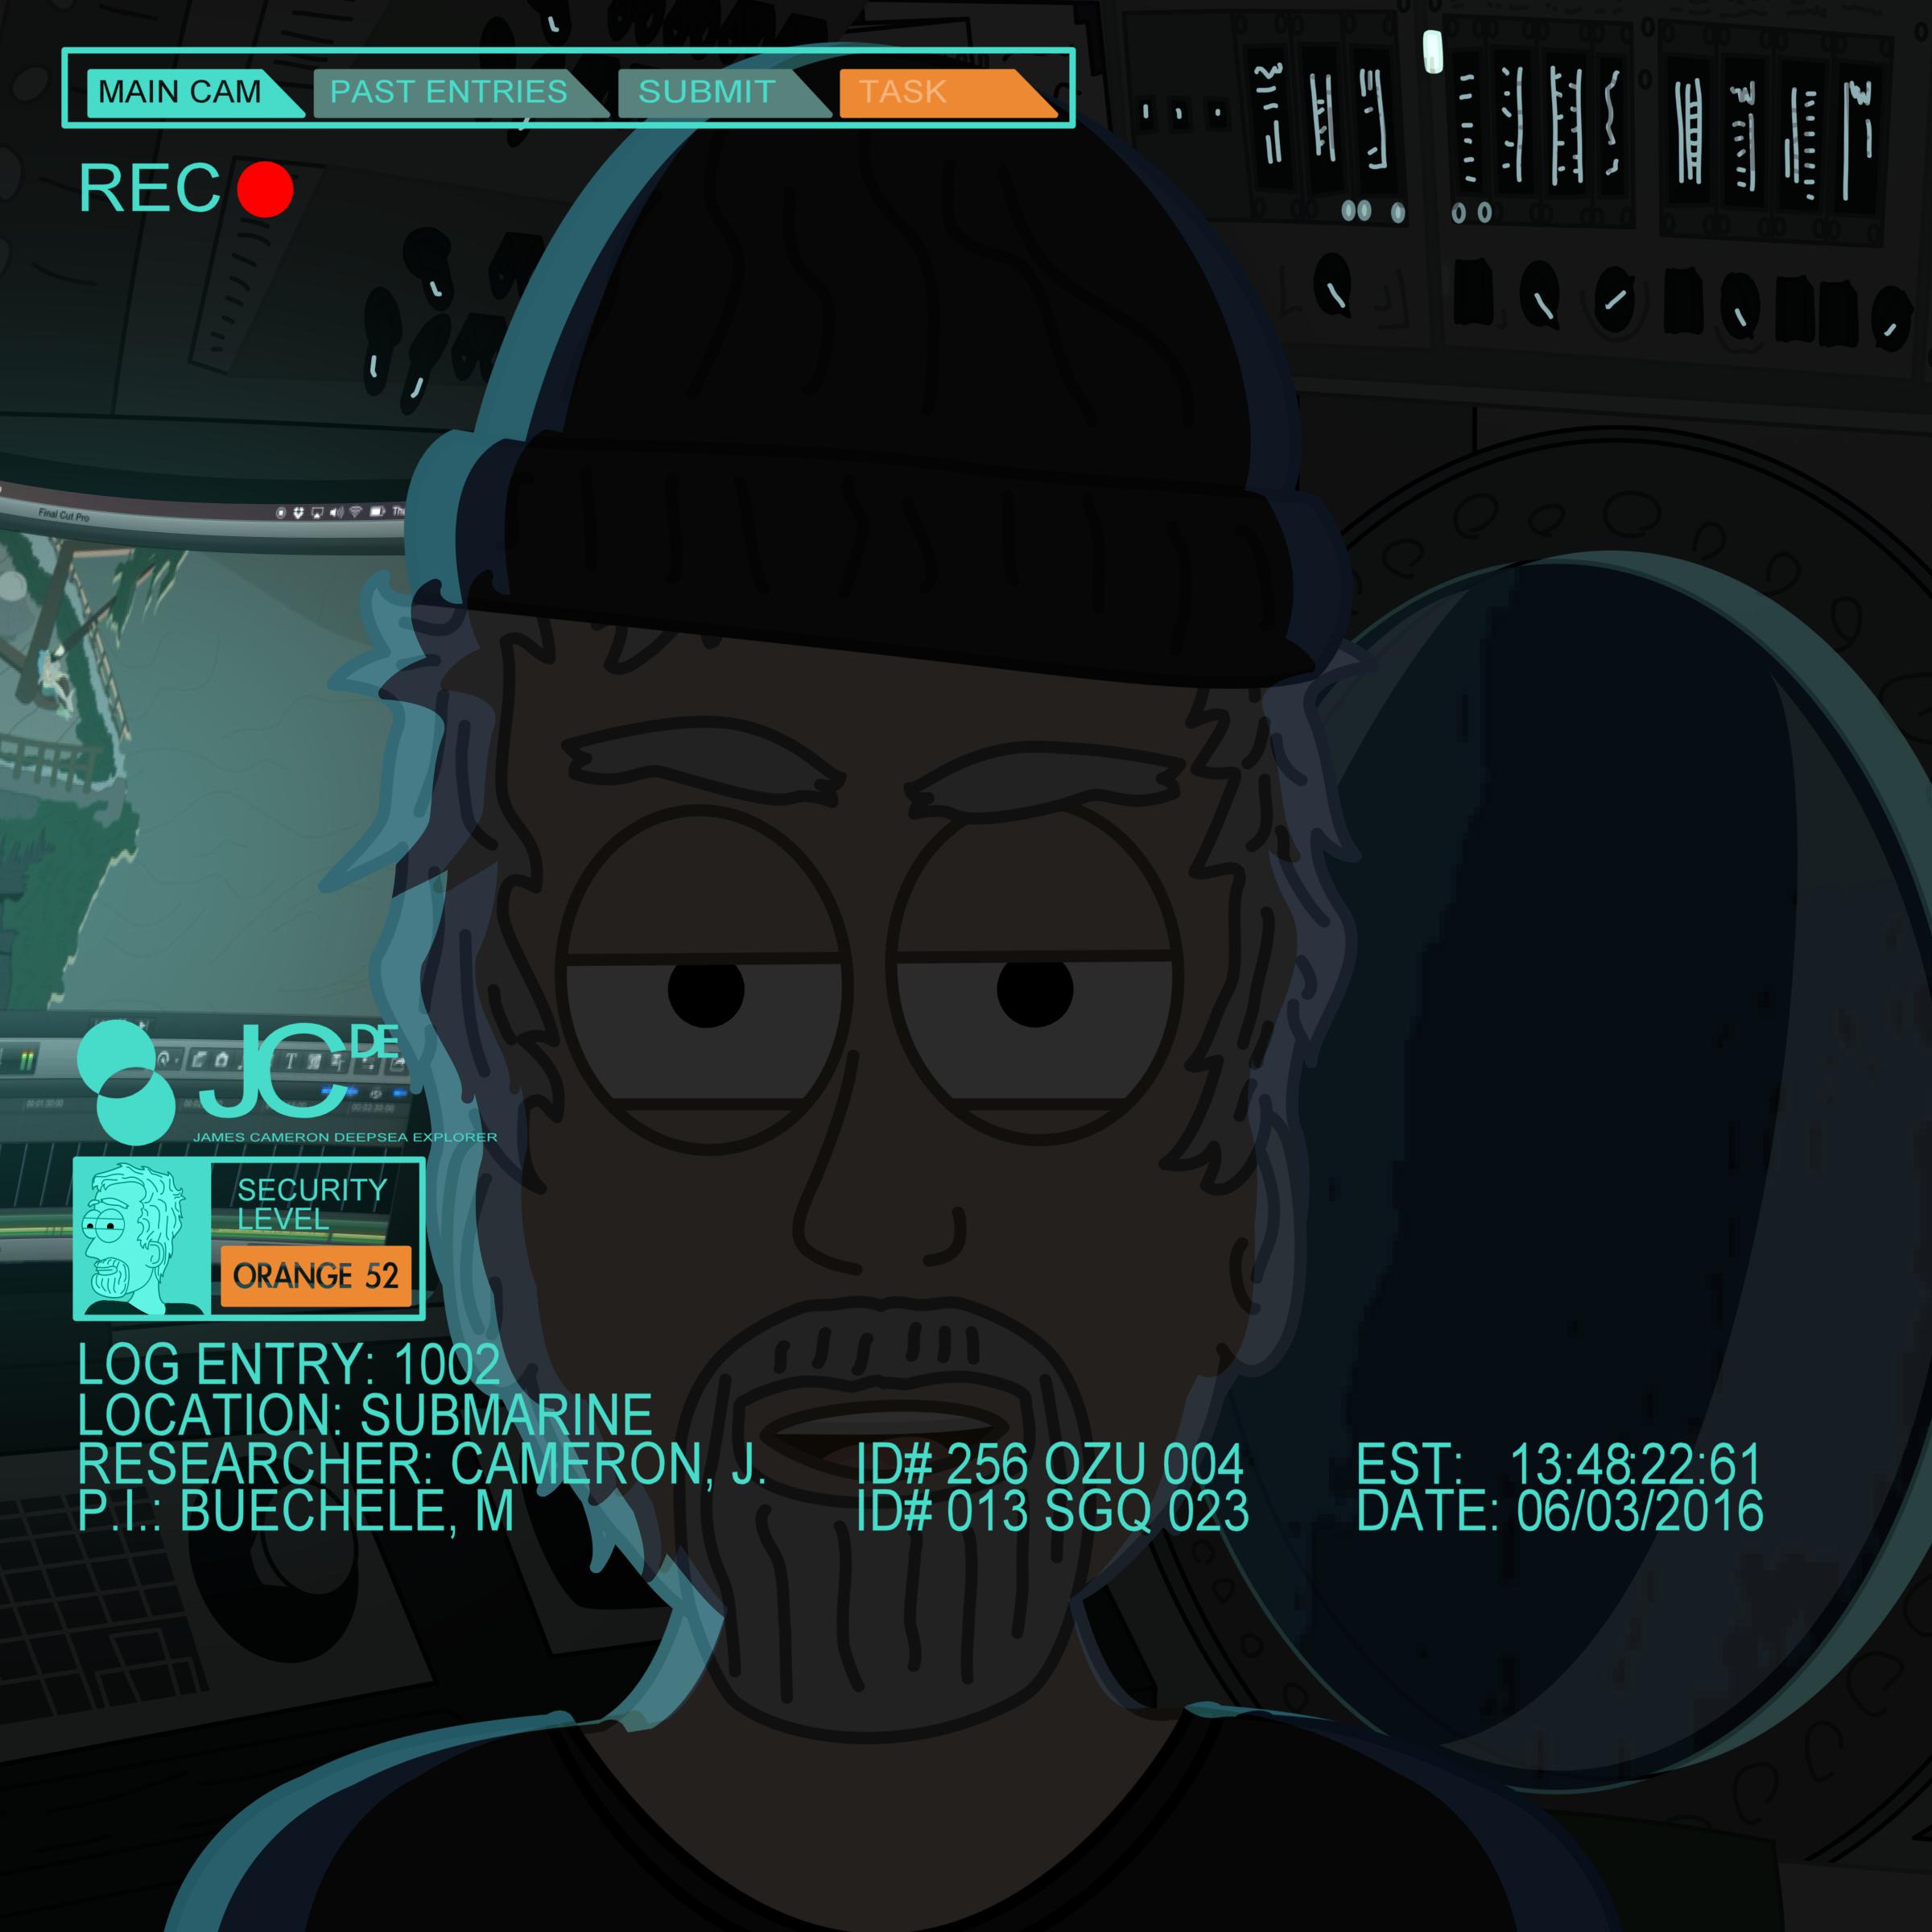 MAIN CAM PAST ENTRIES SUBMIT TASK
REC
Final Cut Pro
JC DE
JAMES CAMERON DEEPSEA EXPLORER
SECURITY
LEVEL
ORANGE 52
LOG ENTRY: 1002
LOCATION: SUBMARINE
RESEARCHER: CAMERON, J. ID# 256 OZU 004 EST: 13:48:22:61
P.I.: BUECHELE, M ID# 013 SGQ 023 DATE: 06/03/2016